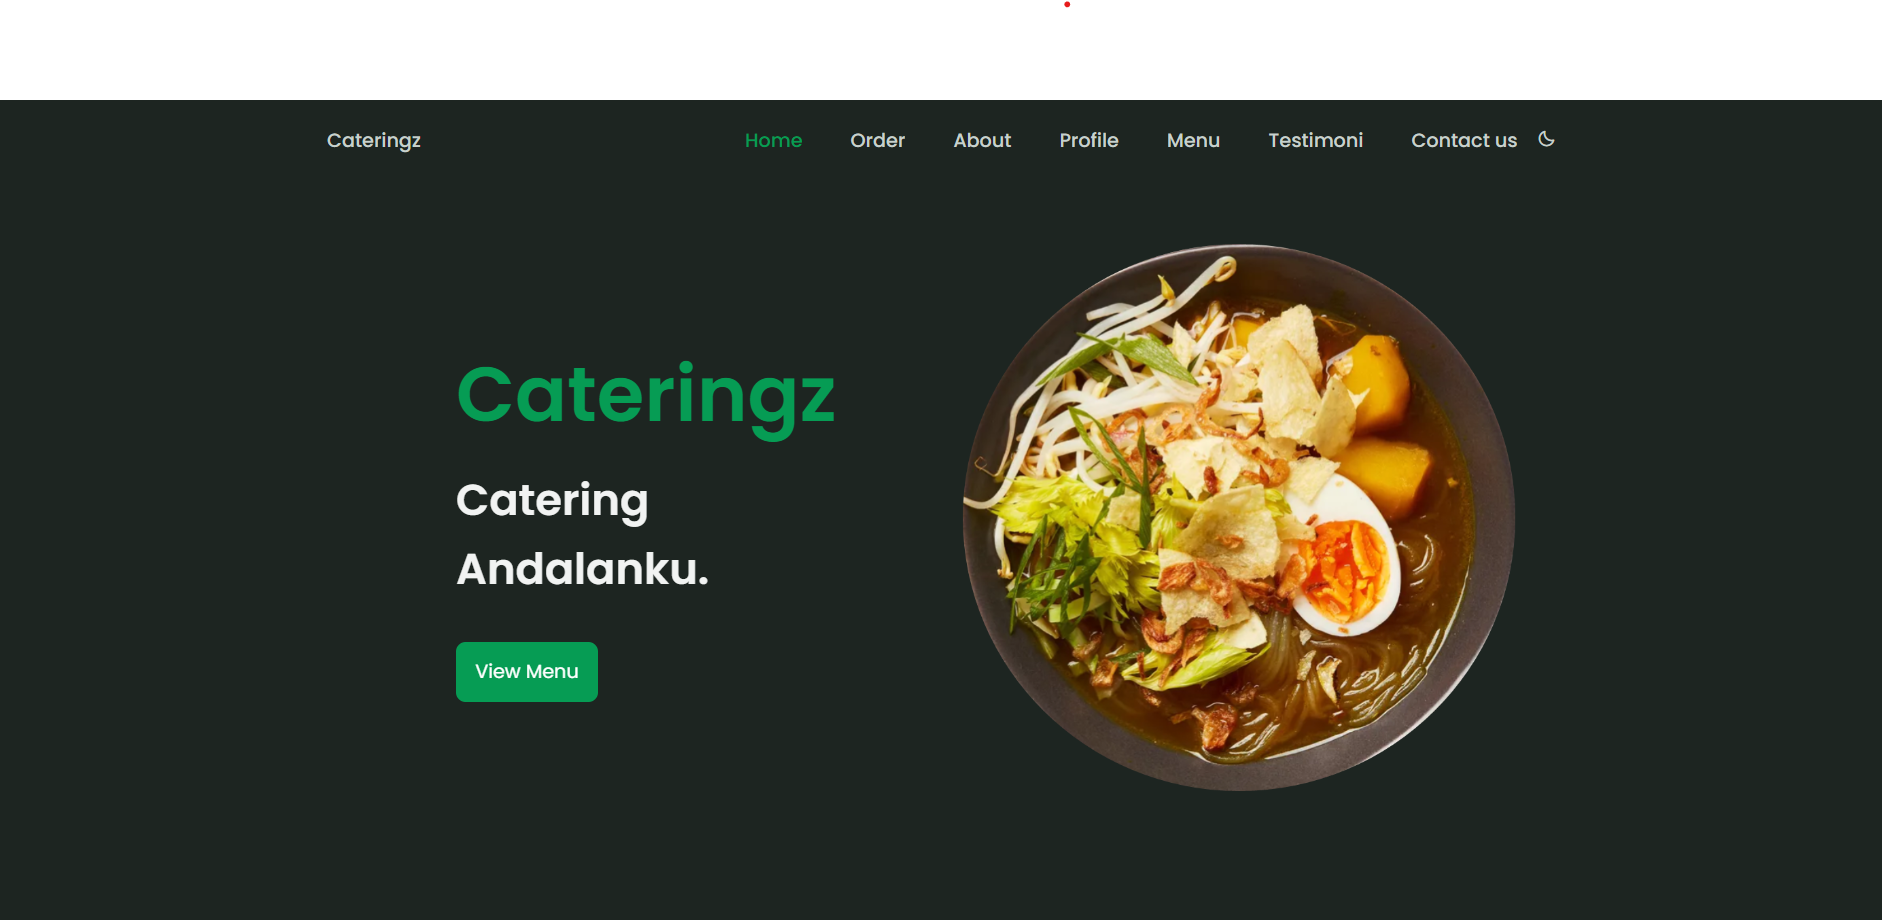 Cateringz
Home Order About Profile Menu Testimoni Contact us
Cateringz
Catering
Andalanku.
View Menu